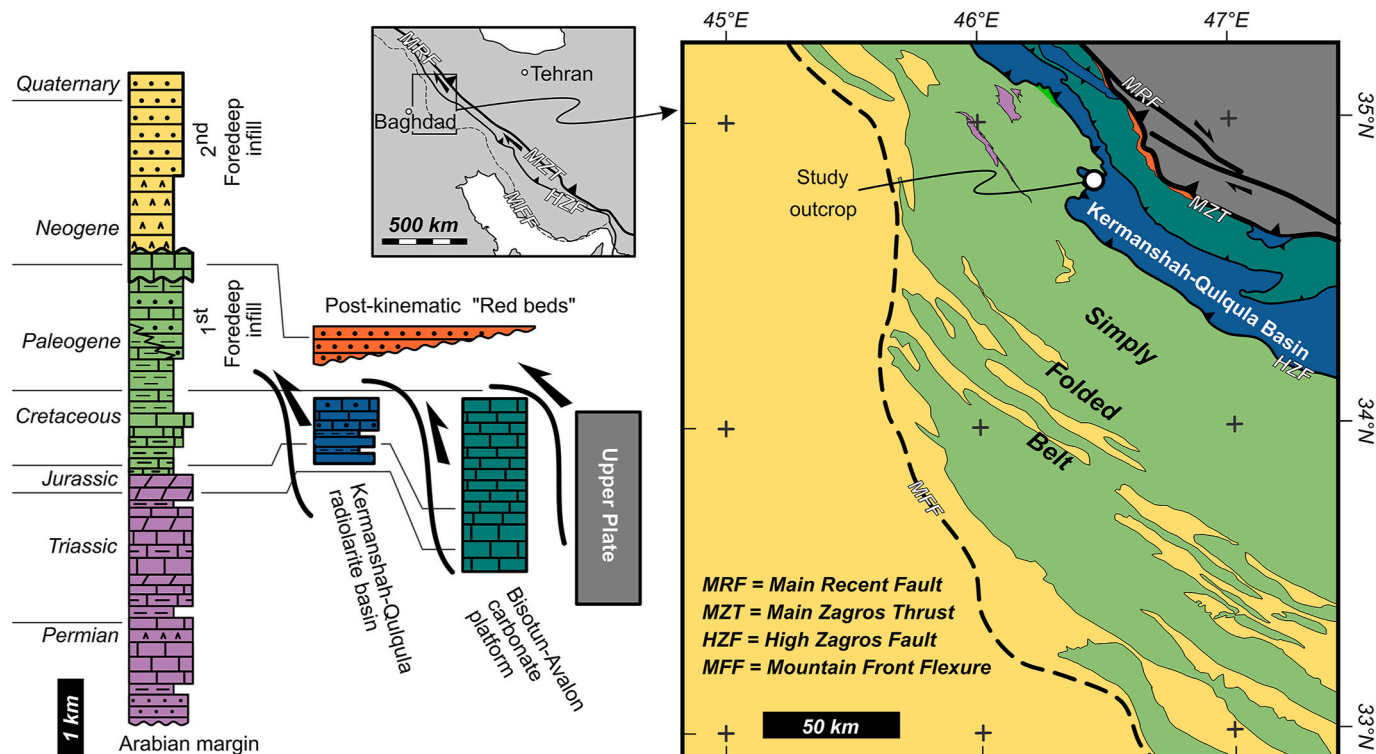 Quaternary
Neogene
Paleogene
Cretaceous
Jurassic
Triassic
Permian
1 km
Arabian margin
2nd
Foredeep
infill
1st
Foredeep
infill
Post-kinematic "Red beds"
Kermanshah-Qulqula
radiolarite basin
Bisotun-Avalon
carbonate
platform
Upper Plate
MRF
Tehran
Baghdad
MZT
HZF
MFF
500 km
45°E
46°E
47°E
35°N
34°N
33°N
MRF
MZT
Study
outcrop
Kermanshah-Qulqula Basin
HZF
Simply
Folded
Belt
MFF
MRF = Main Recent Fault
MZT = Main Zagros Thrust
HZF = High Zagros Fault
MFF = Mountain Front Flexure
50 km